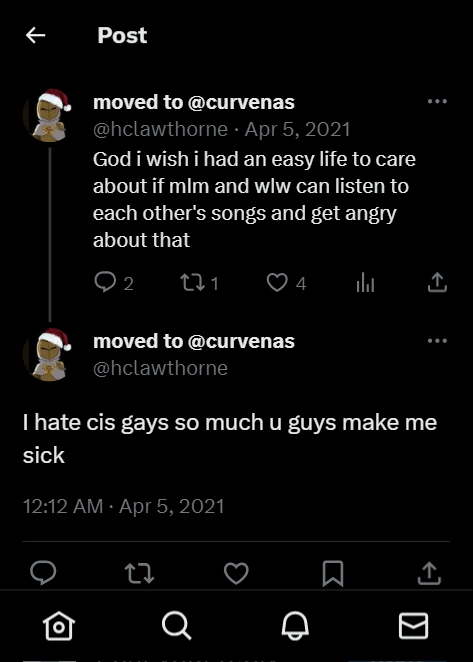 Post
moved to @curvenas
@hclawthorne · Apr 5, 2021
God i wish i had an easy life to care
about if mlm and wlw can listen to
each other's songs and get angry
about that
2 1 4
moved to @curvenas
@hclawthorne
I hate cis gays so much u guys make me
sick
12:12 AM · Apr 5, 2021